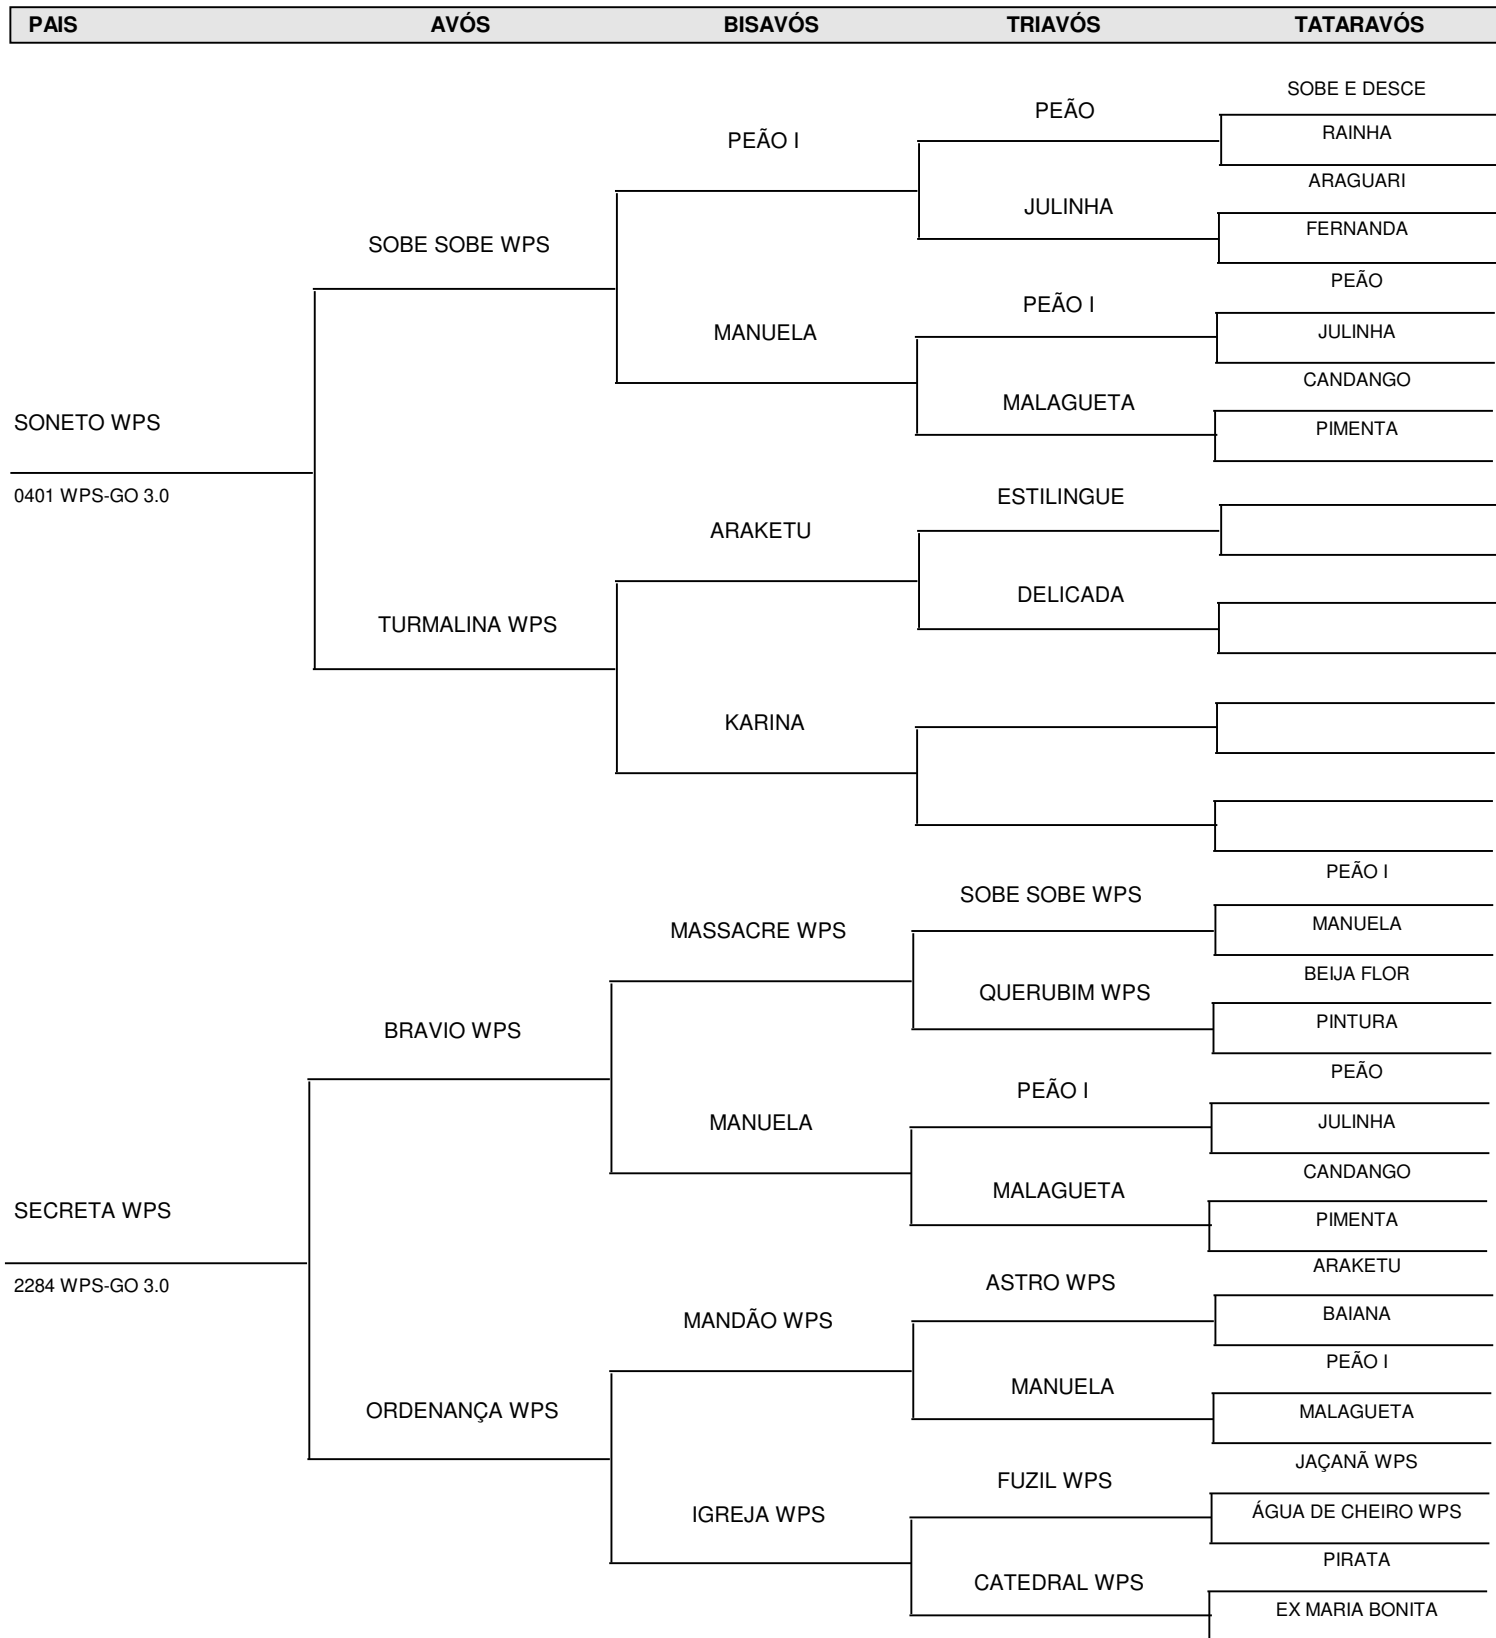 PAIS AVÓS BISAVÓS TRIAVÓS TATARAVÓS
SOBE E DESCE
PEÃO
RAINHA
PEÃO I
ARAGUARI
JULINHA
FERNANDA
SOBE SOBE WPS
PEÃO
PEÃO I
JULINHA
MANUELA
CANDANGO
MALAGUETA
PIMENTA
SONETO WPS
0401 WPS-GO 3.0
ESTILINGUE
ARAKETU
DELICADA
TURMALINA WPS
KARINA
PEÃO I
SOBE SOBE WPS
MANUELA
MASSACRE WPS
BEIJA FLOR
QUERUBIM WPS
PINTURA
BRAVIO WPS
PEÃO
PEÃO I
JULINHA
MANUELA
CANDANGO
MALAGUETA
PIMENTA
SECRETA WPS
2284 WPS-GO 3.0
ARAKETU
ASTRO WPS
BAIANA
MANDÃO WPS
PEÃO I
MANUELA
MALAGUETA
ORDENANÇA WPS
JAÇANÃ WPS
FUZIL WPS
ÁGUA DE CHEIRO WPS
IGREJA WPS
PIRATA
CATEDRAL WPS
EX MARIA BONITA